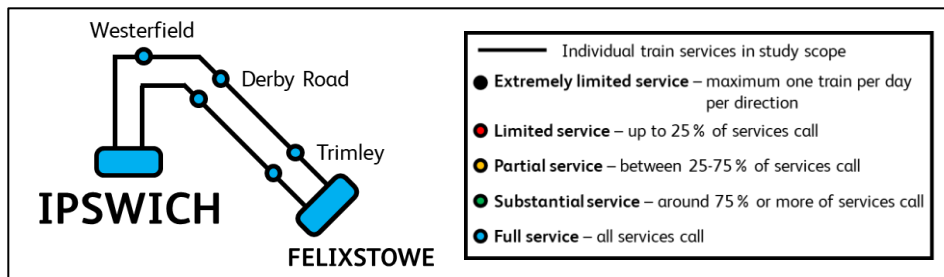 Westerfield
Derby Road
Trimley
IPSWICH
FELIXSTOWE
Individual train services in study scope
Extremely limited service – maximum one train per day
per direction
Limited service – up to 25% of services call
Partial service – between 25-75% of services call
Substantial service – around 75% or more of services call
Full service – all services call